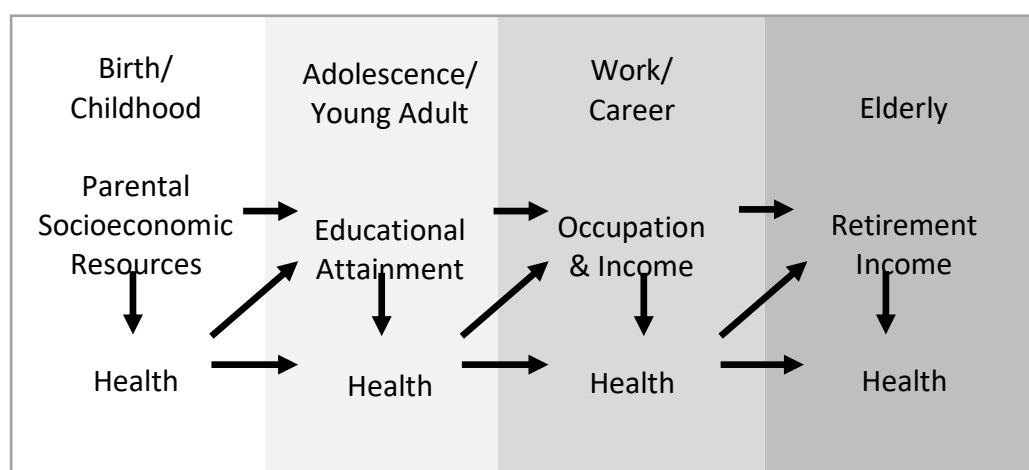 Birth/
Childhood
Adolescence/
Young Adult
Work/
Career
Elderly
Parental
Socioeconomic
Resources
Educational
Attainment
Occupation
& Income
Retirement
Income
Health
Health
Health
Health